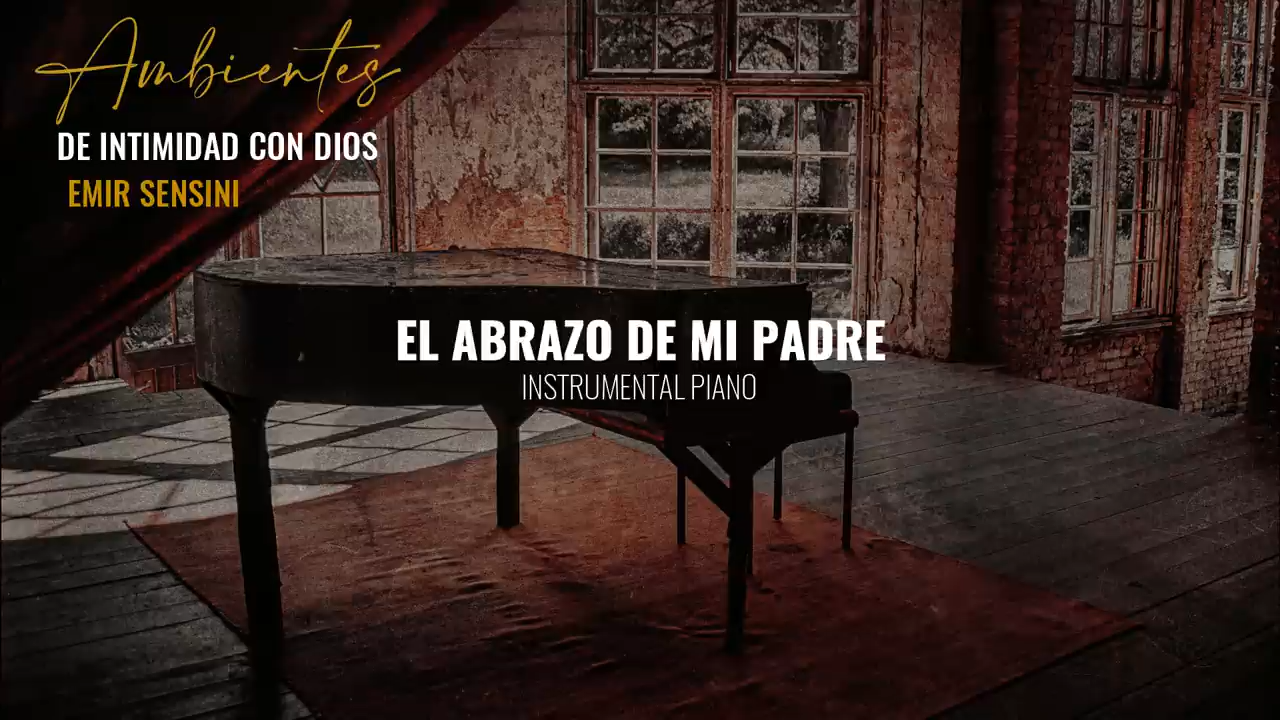 Ambientes
DE INTIMIDAD CON DIOS
EMIR SENSINI
EL ABRAZO DE MI PADRE
INSTRUMENTAL PIANO